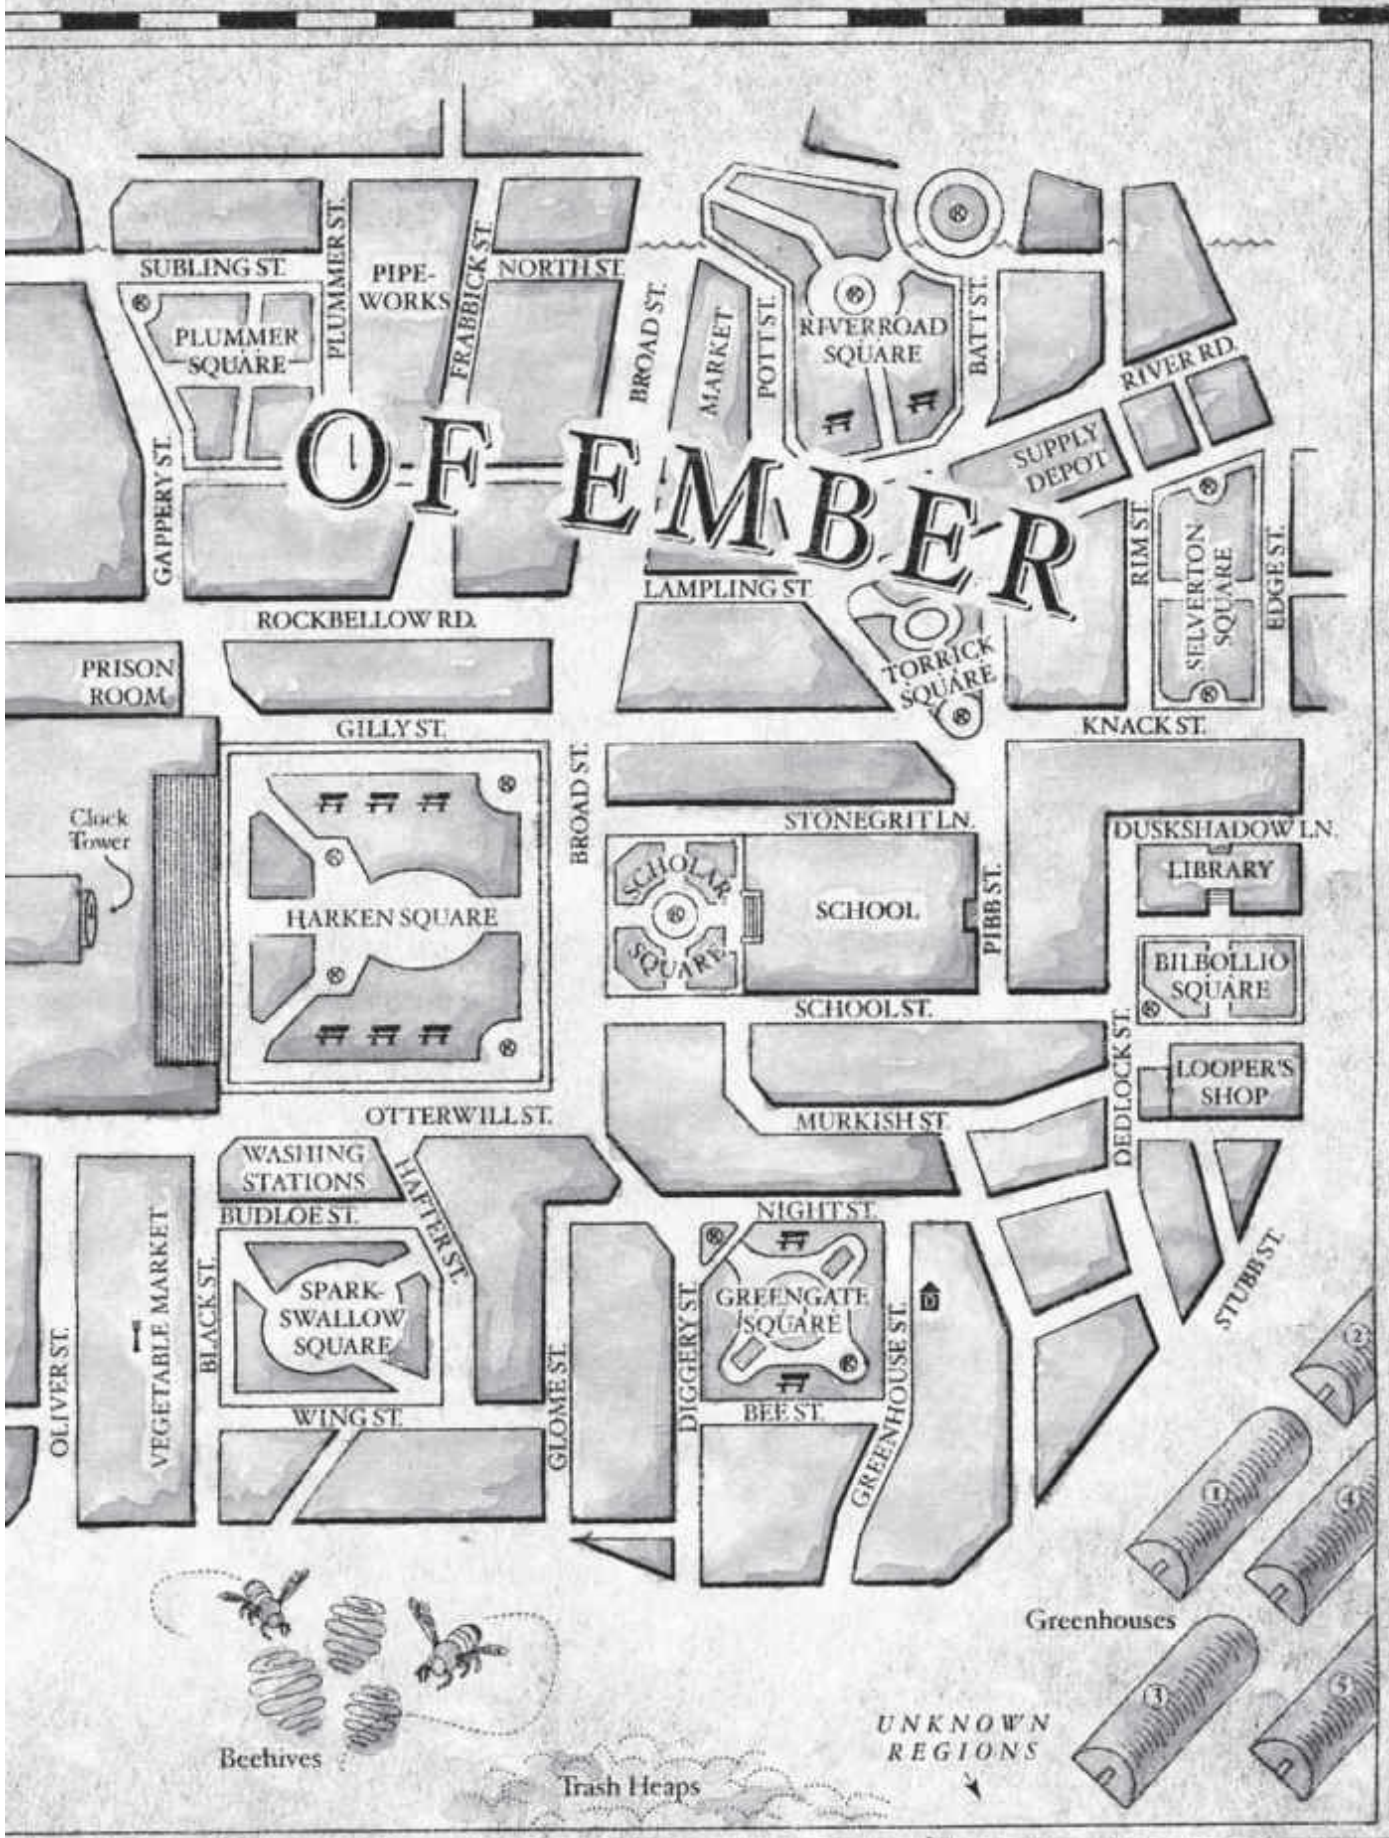 SUBLING ST.
PLUMMER ST.
PIPE-
WORKS
FRABBICK ST.
NORTH ST.
PLUMMER
SQUARE
BROAD ST.
MARKET
POTT ST.
RIVERROAD
SQUARE
BATT ST.
RIVER RD.
SUPPLY
DEPOT
GAPPERY ST.
OF EMBER
RIM ST.
SELVERTON
SQUARE
EDGE ST.
LAMPLING ST.
ROCKBELLOW RD.
TORRICK
SQUARE
PRISON
ROOM
GILLY ST.
KNACK ST.
Clock
Tower
BROAD ST.
STONEGRIT LN.
DUSKSHADOW LN.
LIBRARY
SCHOLAR
SQUARE
SCHOOL
PIBB ST.
HARKEN SQUARE
BILBOLLIO
SQUARE
SCHOOL ST.
DEDLOCK ST.
LOOPER'S
SHOP
OTTERWILL ST.
MURKISH ST.
WASHING
STATIONS
HAFTER ST.
BUDLOE ST.
NIGHT ST.
VEGETABLE MARKET
BLACK ST.
SPARK-
SWALLOW
SQUARE
DIGGERY ST.
GREENGATE
SQUARE
GREENHOUSE ST.
D
STUBB ST.
OLIVER ST.
GLOME ST.
WING ST.
BEE ST.
2
1
4
Greenhouses
3
5
UNKNOWN
REGIONS
Beehives
Trash Heaps